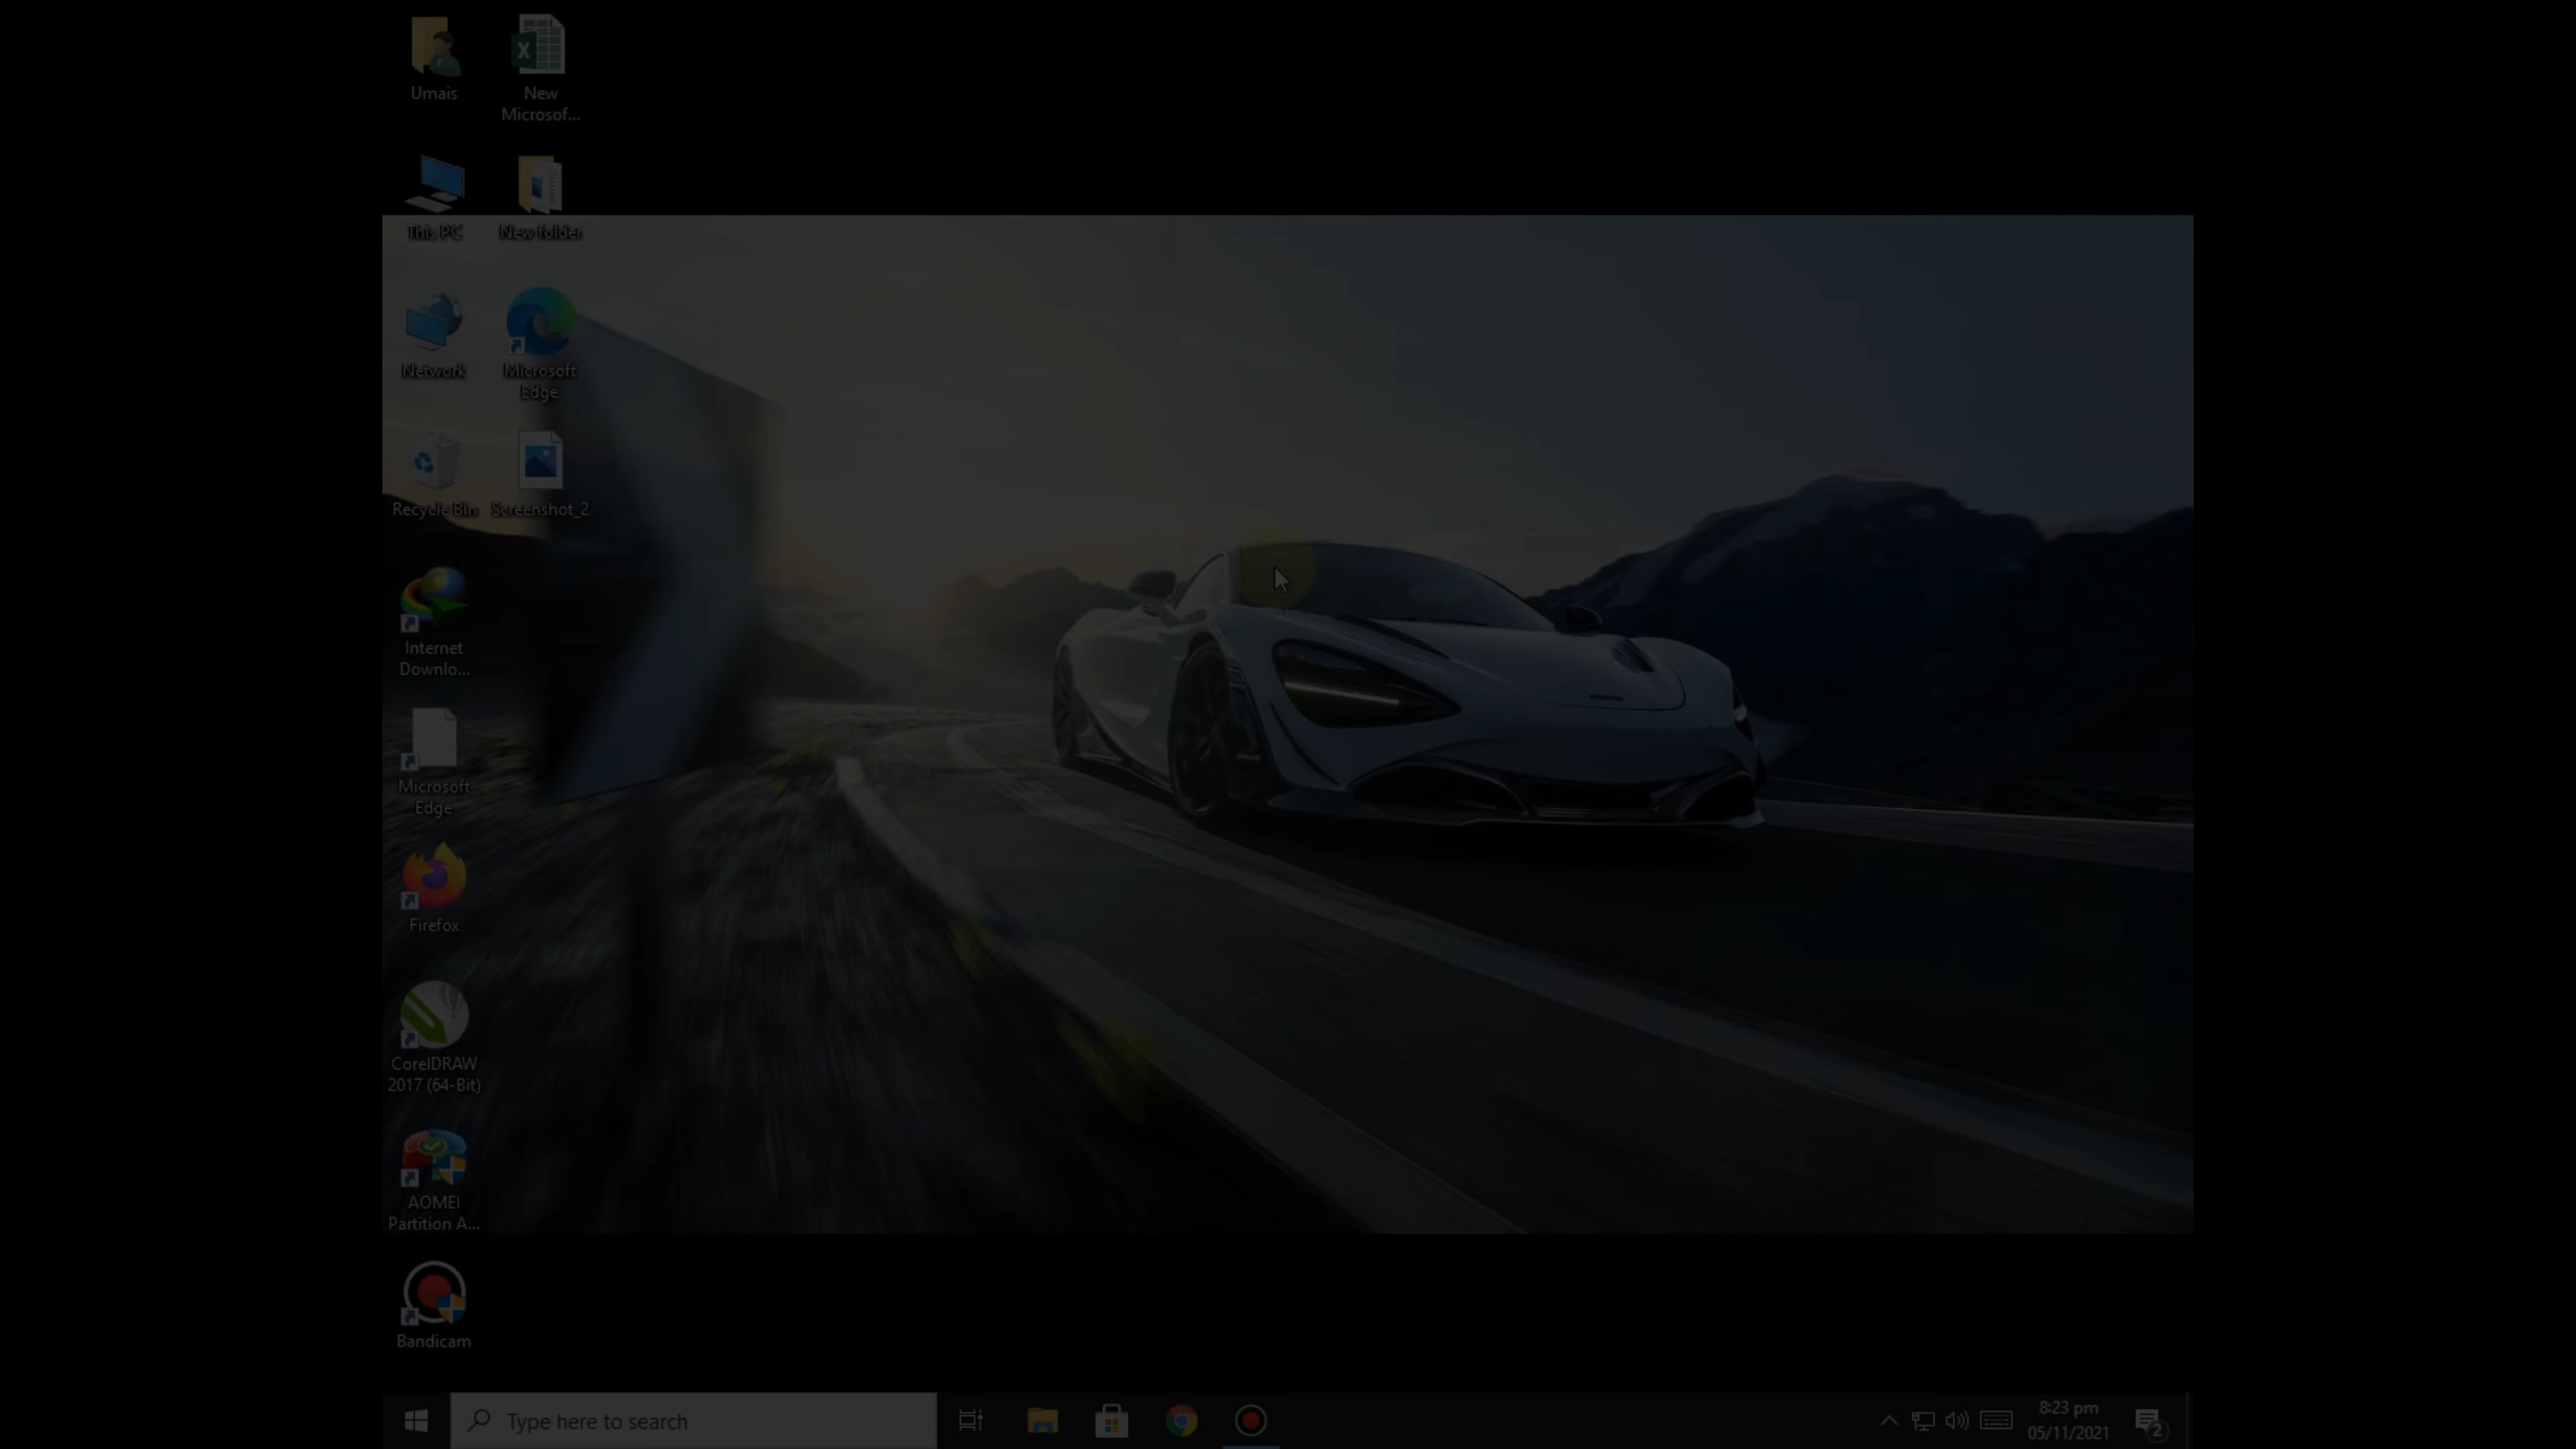 Umais
New
Microsof...
This PC
New folder
Network
Microsoft
Edge
Recycle Bin
Screenshot_2
Internet
Downlo...
Microsoft
Edge
Firefox
CorelDRAW
2017 (64-Bit)
AOMEI
Partition A...
Bandicam
Type here to search
8:23 pm
05/11/2021
2